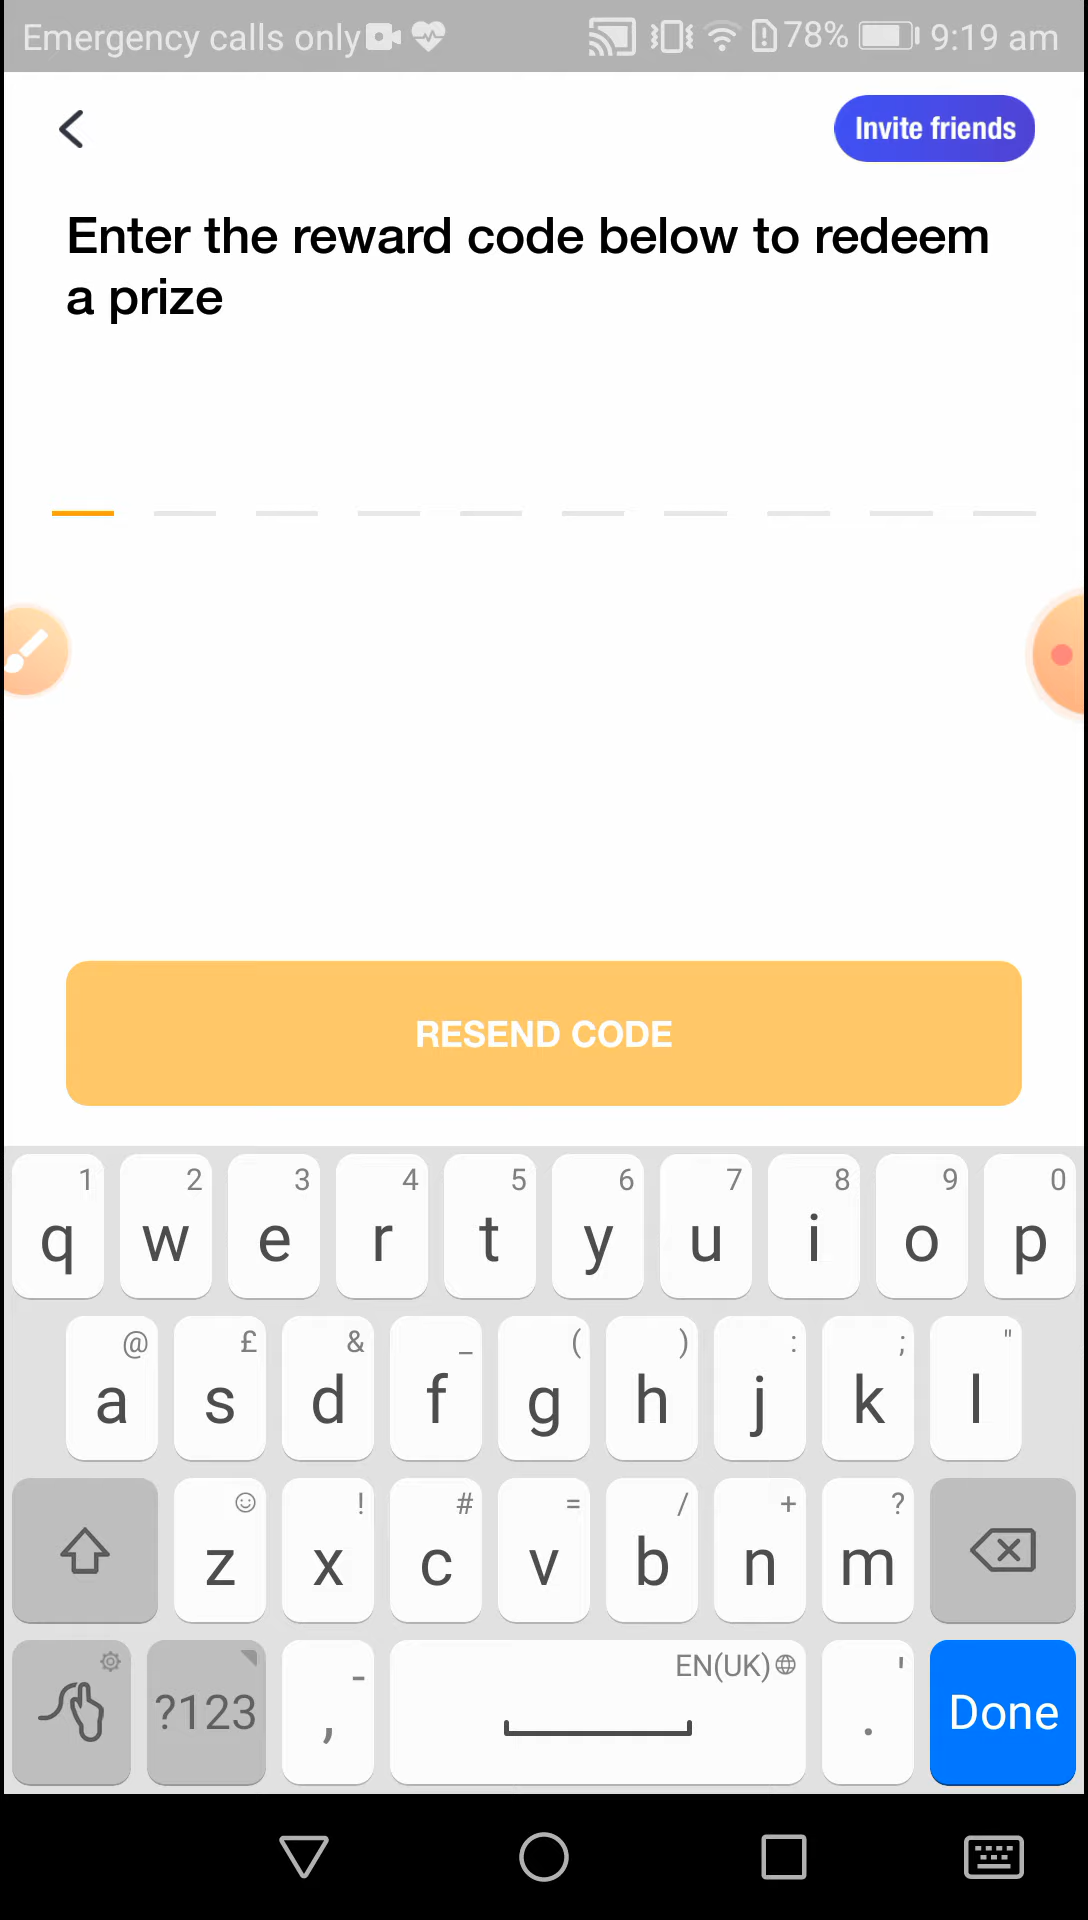 Emergency calls only 78% 9:19 am
Invite friends
Enter the reward code below to redeem
a prize
RESEND CODE
1 2 3 4 5 6 7 8 9 0
q w e r t y u i o p
@ £ & _ ( ) : ; "
a s d f g h j k l
! # = / + ?
z x c v b n m
- EN(UK) '
?123 , . Done